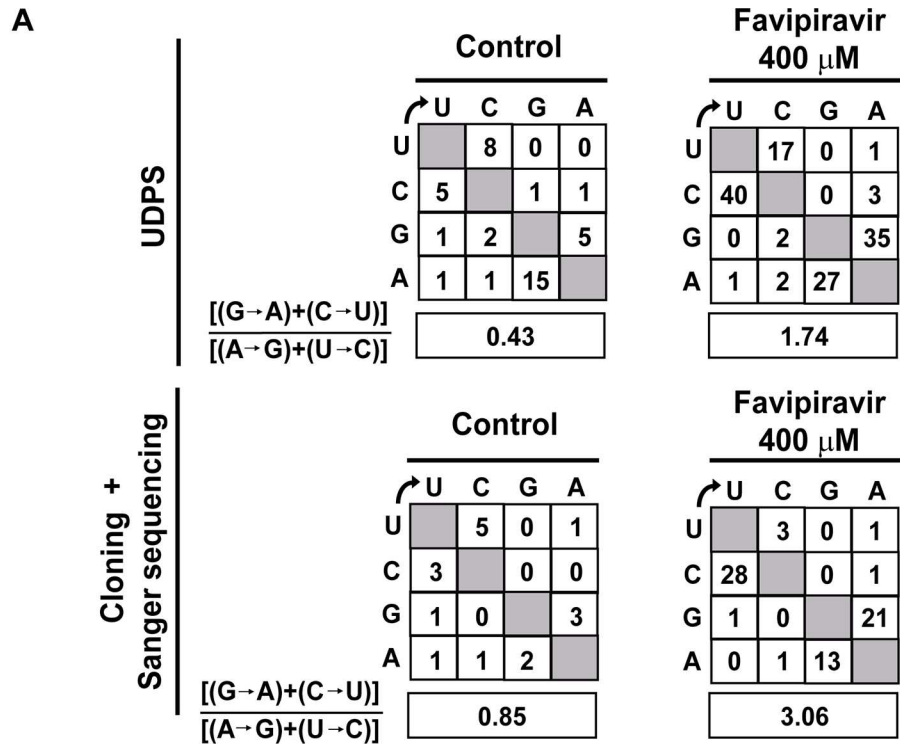 A
Control
Favipiravir
400 μM
UDPS
U C G A
U 8 0 0
C 5 1 1
G 1 2 5
A 1 1 15
U C G A
U 17 0 1
C 40 0 3
G 0 2 35
A 1 2 27
[(G→A)+(C→U)]
[(A→G)+(U→C)]
0.43
1.74
Cloning +
Sanger sequencing
Control
Favipiravir
400 μM
U C G A
U 5 0 1
C 3 0 0
G 1 0 3
A 1 1 2
U C G A
U 3 0 1
C 28 0 1
G 1 0 21
A 0 1 13
[(G→A)+(C→U)]
[(A→G)+(U→C)]
0.85
3.06